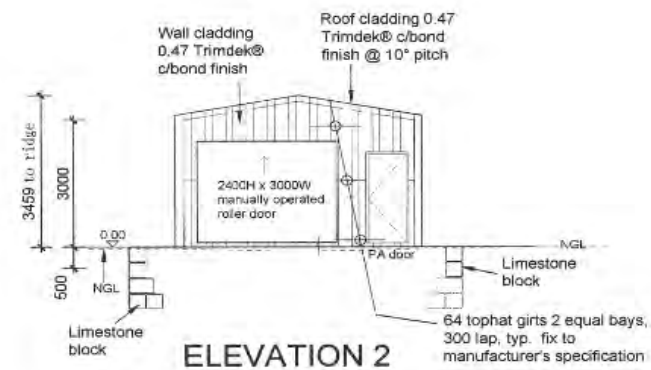 Wall cladding
0.47 Trimdek®
c/bond finish
Roof cladding 0.47
Trimdek® c/bond
finish @ 10° pitch
3459 to ridge
3000
2400H x 3000W
manually operated
roller door
0.00
NGL
PA door
500
NGL
Limestone
block
Limestone
block
64 tophat girts 2 equal bays,
300 lap, typ. fix to
manufacturer's specification
ELEVATION 2